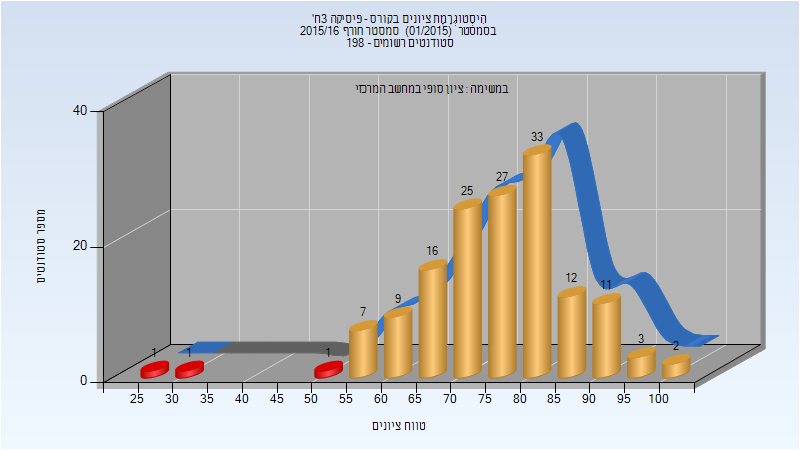 היסטוגרמת ציונים בקורס - פיסיקה 3ח'
בסמסטר (01/2015) סמסטר חורף 2015/16
סטודנטים רשומים - 198
במשימה : ציון סופי במחשב המרכזי
מספר סטודנטים
40
20
0
1
1
1
7
9
16
25
27
33
12
11
3
2
25 30 35 40 45 50 55 60 65 70 75 80 85 90 95 100
טווח ציונים